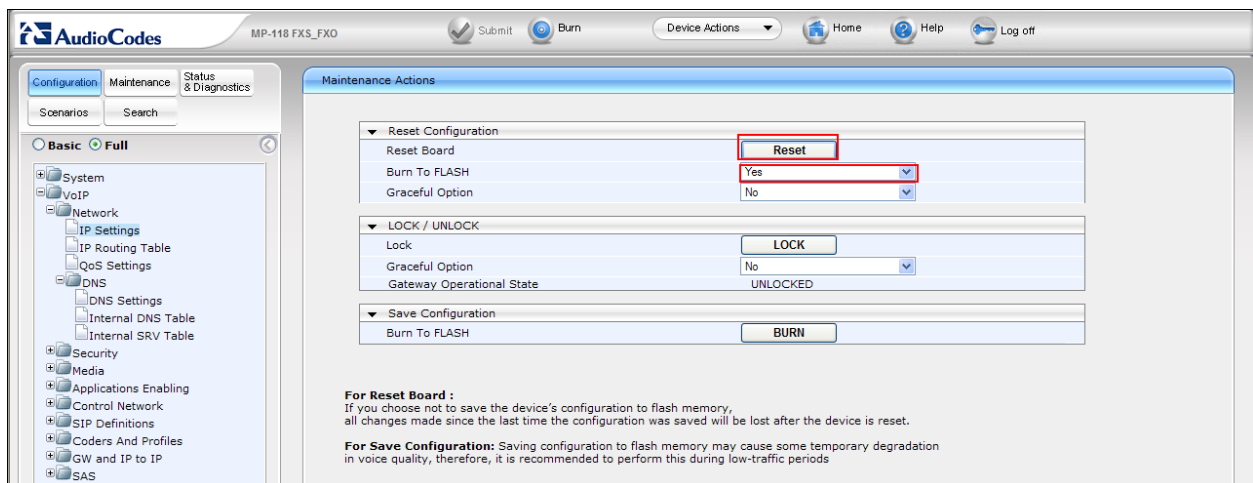 AudioCodes
MP-118 FXS_FXO
Submit
Burn
Device Actions
Home
Help
Log off
Configuration
Maintenance
Status
& Diagnostics
Scenarios
Search
Basic
Full
System
VoIP
Network
IP Settings
IP Routing Table
QoS Settings
DNS
DNS Settings
Internal DNS Table
Internal SRV Table
Security
Media
Applications Enabling
Control Network
SIP Definitions
Coders And Profiles
GW and IP to IP
SAS
Maintenance Actions
Reset Configuration
Reset Board Reset
Burn To FLASH Yes
Graceful Option No
LOCK / UNLOCK
Lock LOCK
Graceful Option No
Gateway Operational State UNLOCKED
Save Configuration
Burn To FLASH BURN
For Reset Board :
If you choose not to save the device's configuration to flash memory,
all changes made since the last time the configuration was saved will be lost after the device is reset.
For Save Configuration: Saving configuration to flash memory may cause some temporary degradation
in voice quality, therefore, it is recommended to perform this during low-traffic periods